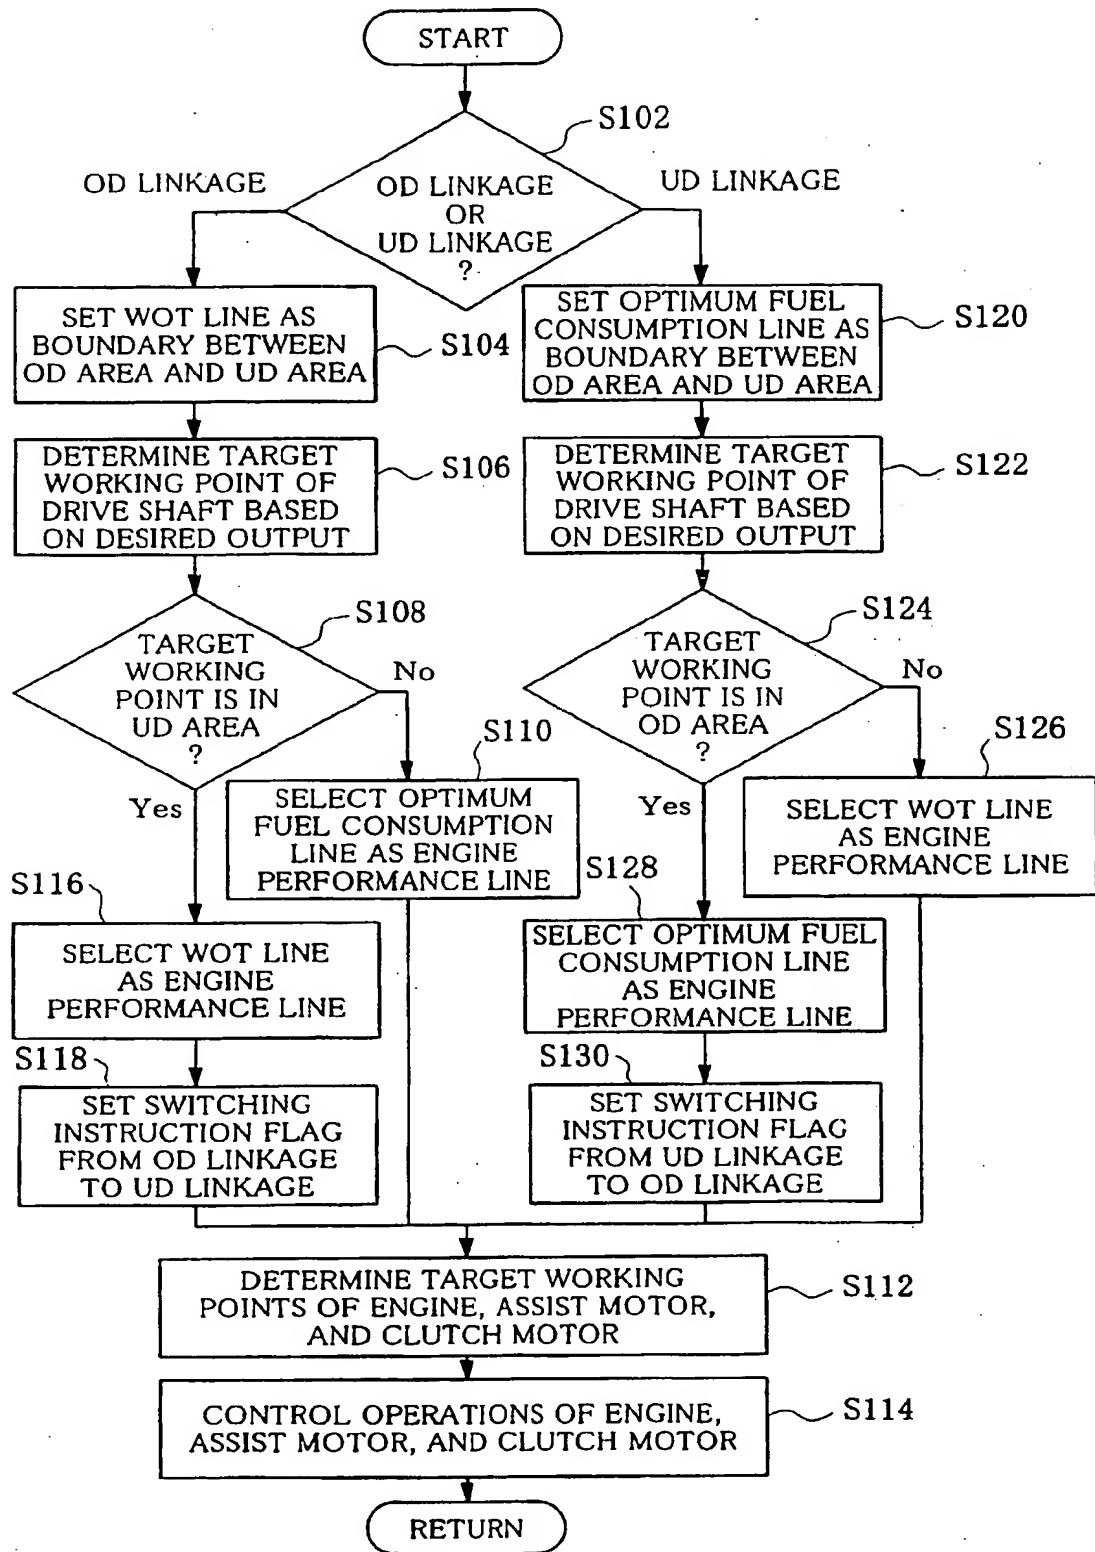 START
S102
OD LINKAGE
OD LINKAGE
OR
UD LINKAGE
?
UD LINKAGE
SET WOT LINE AS
BOUNDARY BETWEEN
OD AREA AND UD AREA
S104
SET OPTIMUM FUEL
CONSUMPTION LINE AS
BOUNDARY BETWEEN
OD AREA AND UD AREA
S120
DETERMINE TARGET
WORKING POINT OF
DRIVE SHAFT BASED
ON DESIRED OUTPUT
S106
DETERMINE TARGET
WORKING POINT OF
DRIVE SHAFT BASED
ON DESIRED OUTPUT
S122
S108
TARGET
WORKING
POINT IS IN
UD AREA
?
No
Yes
S124
TARGET
WORKING
POINT IS IN
OD AREA
?
No
Yes
S110
SELECT OPTIMUM
FUEL CONSUMPTION
LINE AS ENGINE
PERFORMANCE LINE
S126
SELECT WOT LINE
AS ENGINE
PERFORMANCE LINE
S116
SELECT WOT LINE
AS ENGINE
PERFORMANCE LINE
S128
SELECT OPTIMUM FUEL
CONSUMPTION LINE
AS ENGINE
PERFORMANCE LINE
S118
SET SWITCHING
INSTRUCTION FLAG
FROM OD LINKAGE
TO UD LINKAGE
S130
SET SWITCHING
INSTRUCTION FLAG
FROM UD LINKAGE
TO OD LINKAGE
DETERMINE TARGET WORKING
POINTS OF ENGINE, ASSIST MOTOR,
AND CLUTCH MOTOR
S112
CONTROL OPERATIONS OF ENGINE,
ASSIST MOTOR, AND CLUTCH MOTOR
S114
RETURN